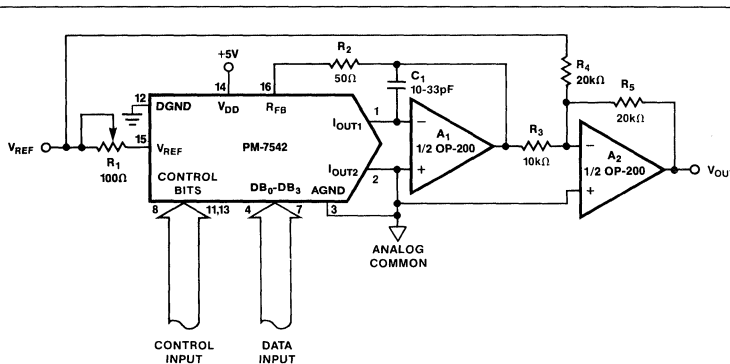 +5V
R2
50Ω
C1
10-33pF
R4
20kΩ
R5
20kΩ
12
DGND
14
VDD
16
RFB
1
IOUT1
A1
1/2 OP-200
R3
10kΩ
A2
1/2 OP-200
VREF
R1
100Ω
15
VREF
PM-7542
IOUT2
2
CONTROL
BITS
DB0-DB3
AGND
8
11,13
4
7
3
ANALOG
COMMON
CONTROL
INPUT
DATA
INPUT
− + − +